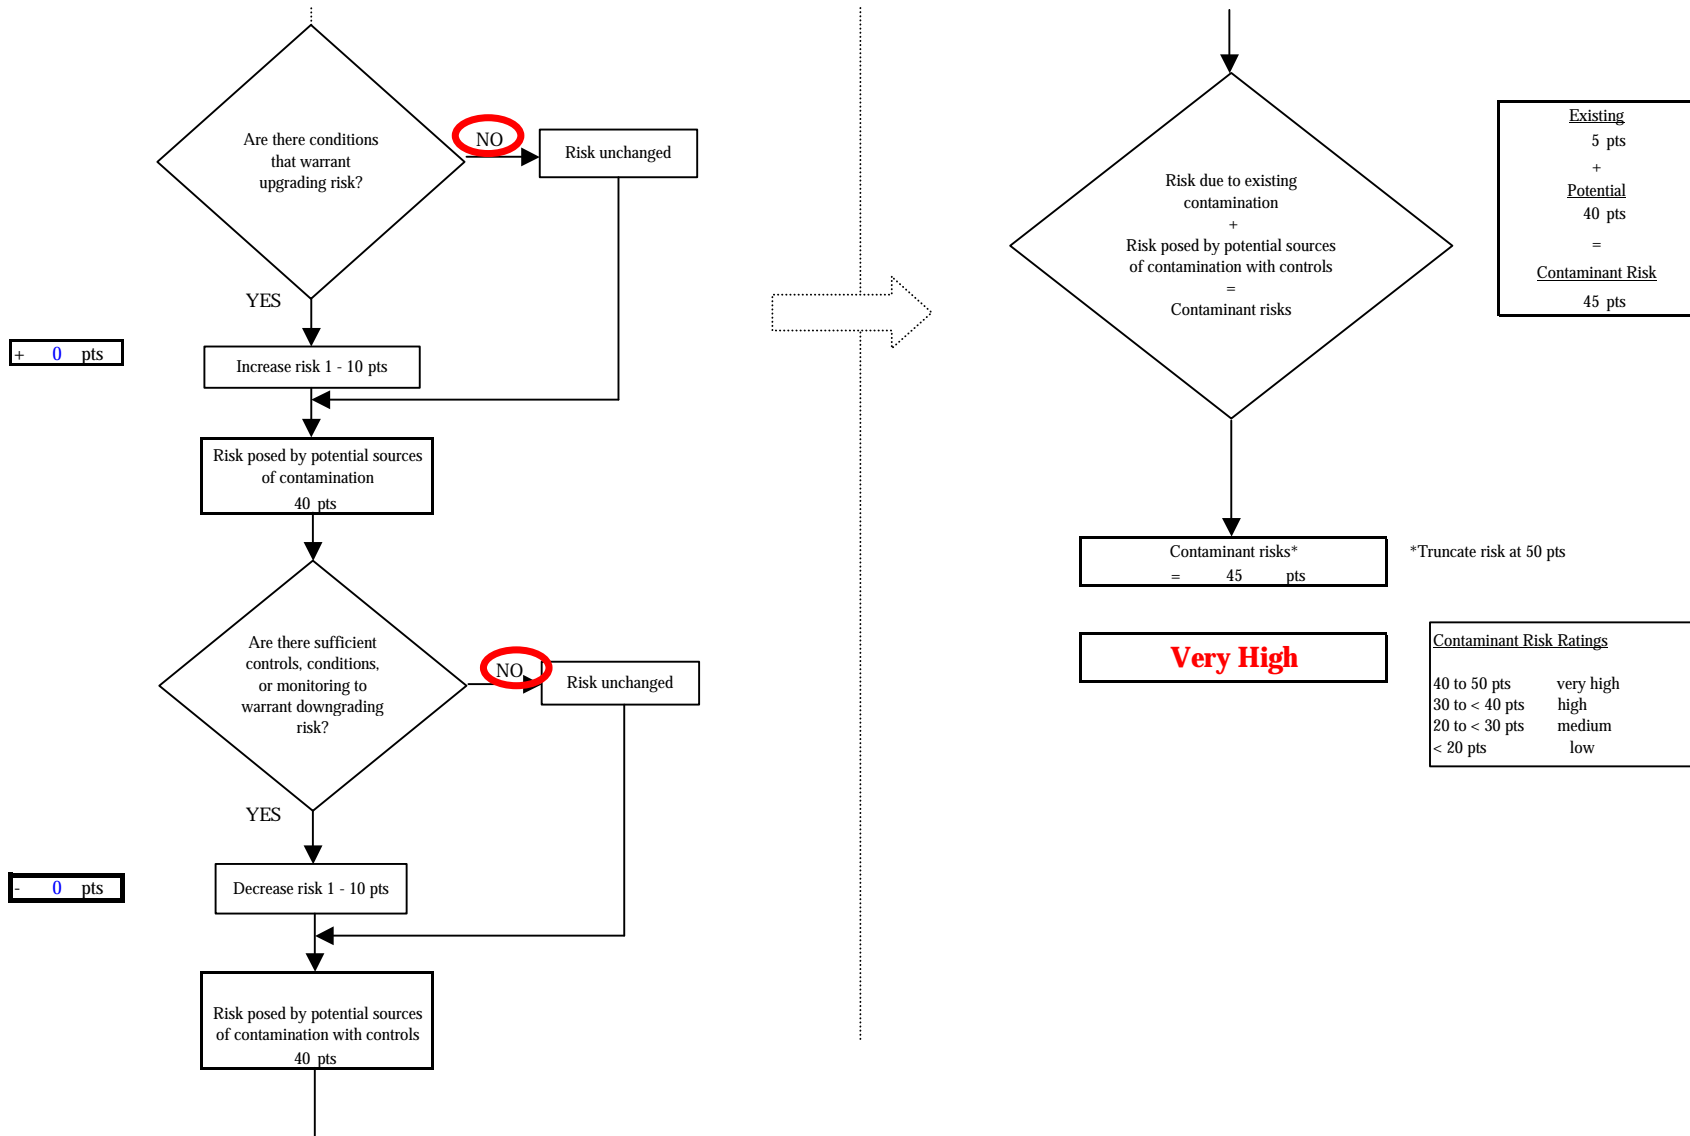 Are there conditions
that warrant
upgrading risk?
NO
Risk unchanged
YES
+ 0 pts
Increase risk 1 - 10 pts
Risk posed by potential sources
of contamination
40 pts
Are there sufficient
controls, conditions,
or monitoring to
warrant downgrading
risk?
NO
Risk unchanged
YES
- 0 pts
Decrease risk 1 - 10 pts
Risk posed by potential sources
of contamination with controls
40 pts
Risk due to existing
contamination
+
Risk posed by potential sources
of contamination with controls
=
Contaminant risks
Existing
5 pts
+
Potential
40 pts
=
Contaminant Risk
45 pts
Contaminant risks*
= 45 pts
*Truncate risk at 50 pts
Very High
Contaminant Risk Ratings
40 to 50 pts very high
30 to < 40 pts high
20 to < 30 pts medium
< 20 pts low